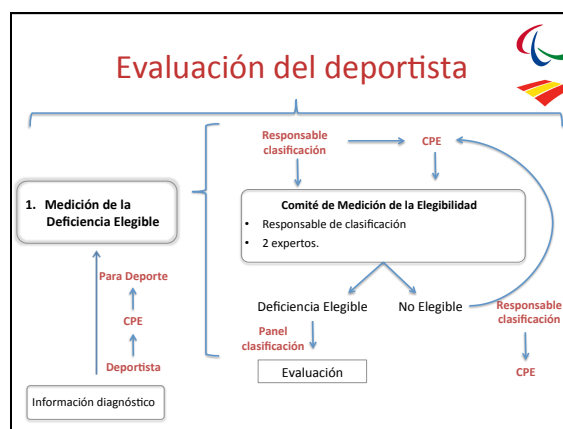 Evaluación del deportista
Responsable
clasificación
CPE
1. Medición de la
Deficiencia Elegible
Comité de Medición de la Elegibilidad
• Responsable de clasificación
• 2 expertos.
Para Deporte
CPE
Deportista
Información diagnóstico
Deficiencia Elegible
No Elegible
Responsable
clasificación
CPE
Panel
clasificación
Evaluación